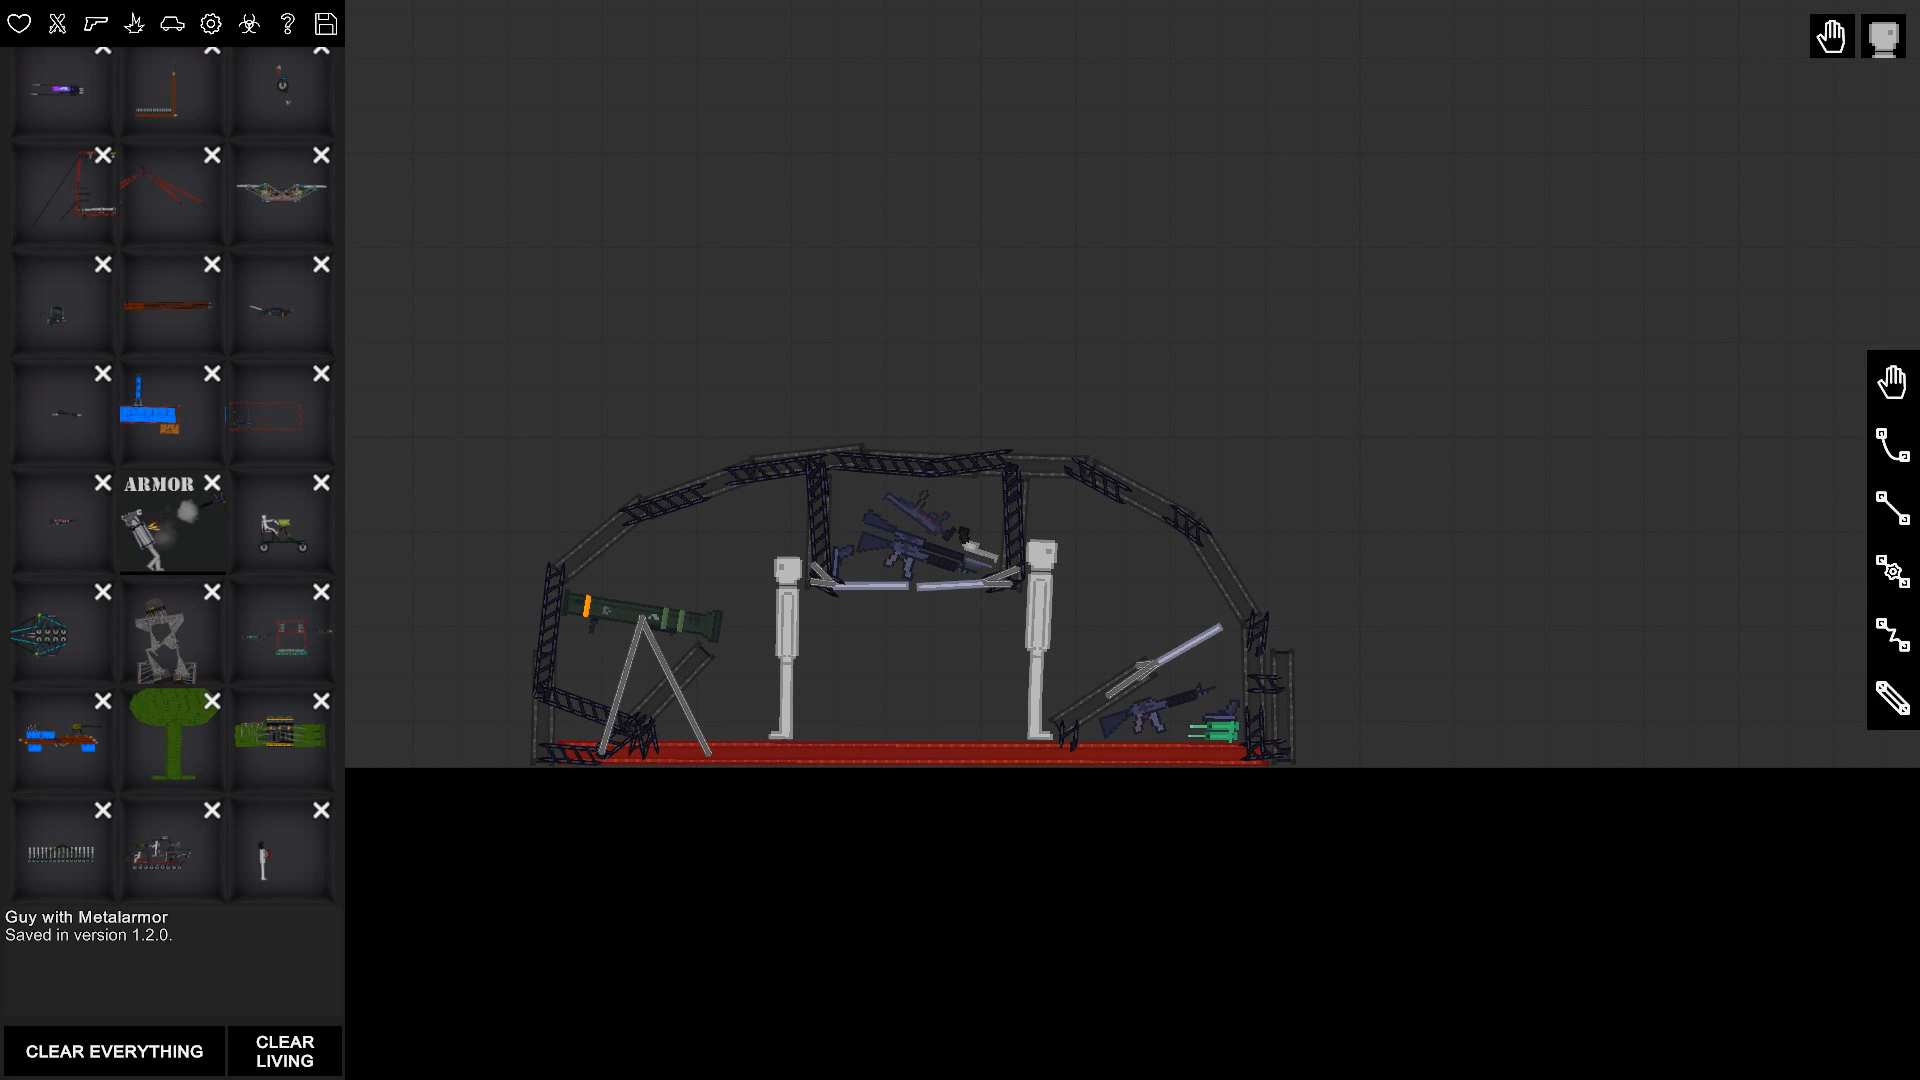 ARMOR
Guy with Metalarmor
Saved in version 1.2.0.
CLEAR EVERYTHING
CLEAR
LIVING